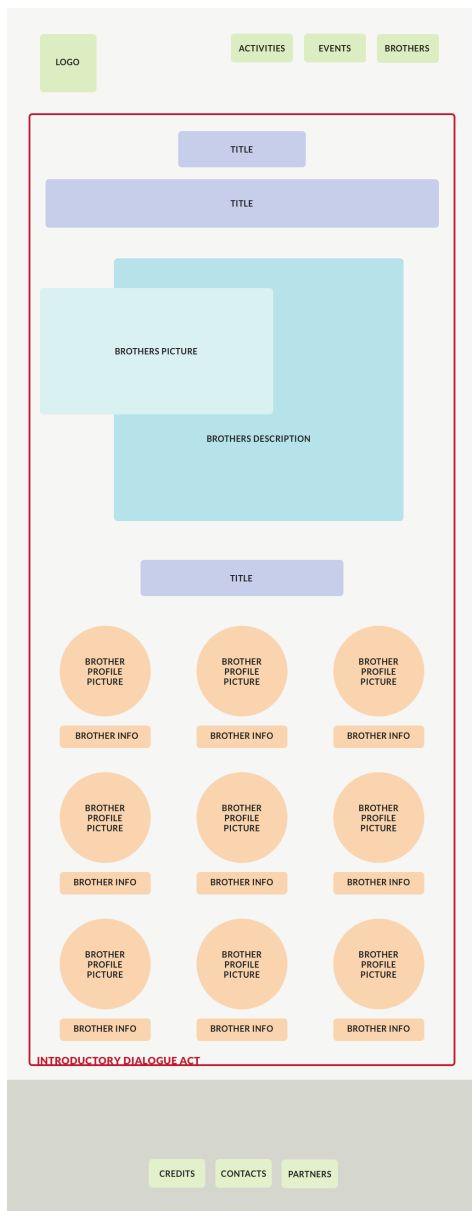 LOGO
ACTIVITIES
EVENTS
BROTHERS
TITLE
TITLE
BROTHERS PICTURE
BROTHERS DESCRIPTION
TITLE
BROTHER
PROFILE
PICTURE
BROTHER
PROFILE
PICTURE
BROTHER
PROFILE
PICTURE
BROTHER INFO
BROTHER INFO
BROTHER INFO
BROTHER
PROFILE
PICTURE
BROTHER
PROFILE
PICTURE
BROTHER
PROFILE
PICTURE
BROTHER INFO
BROTHER INFO
BROTHER INFO
BROTHER
PROFILE
PICTURE
BROTHER
PROFILE
PICTURE
BROTHER
PROFILE
PICTURE
BROTHER INFO
BROTHER INFO
BROTHER INFO
INTRODUCTORY DIALOGUE ACT
CREDITS
CONTACTS
PARTNERS